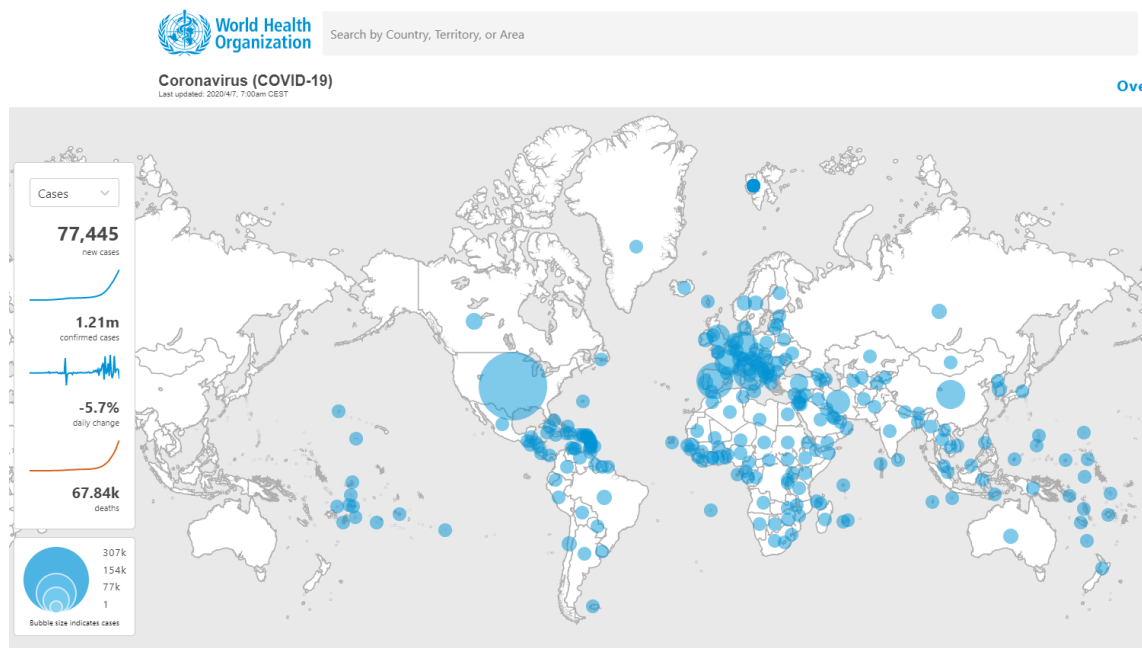 World Health
Organization
Search by Country, Territory, or Area
Coronavirus (COVID-19)
Last updated: 2020/4/7, 7:00am CEST
Ove
Cases
77,445
new cases
1.21m
confirmed cases
-5.7%
daily change
67.84k
deaths
307k
154k
77k
1
Bubble size indicates cases